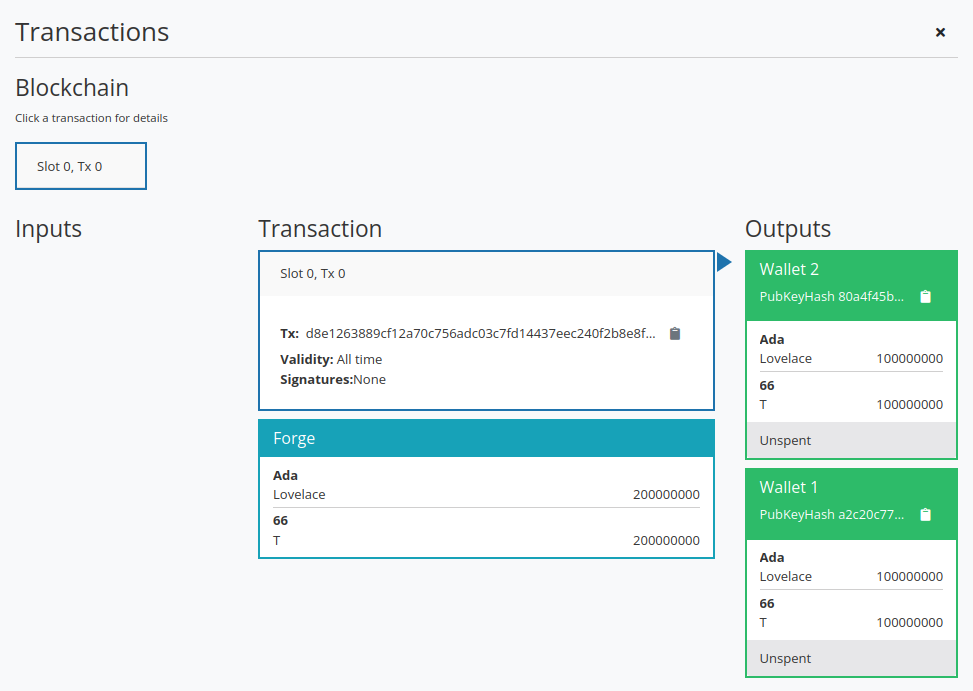 Transactions
×
Blockchain
Click a transaction for details
Slot 0, Tx 0
Inputs
Transaction
Slot 0, Tx 0
Tx: d8e1263889cf12a70c756adc03c7fd14437eec240f2b8e8f...
Validity: All time
Signatures:None
Forge
Ada
Lovelace 200000000
66
T 200000000
Outputs
Wallet 2
PubKeyHash 80a4f45b...
Ada
Lovelace 100000000
66
T 100000000
Unspent
Wallet 1
PubKeyHash a2c20c77...
Ada
Lovelace 100000000
66
T 100000000
Unspent